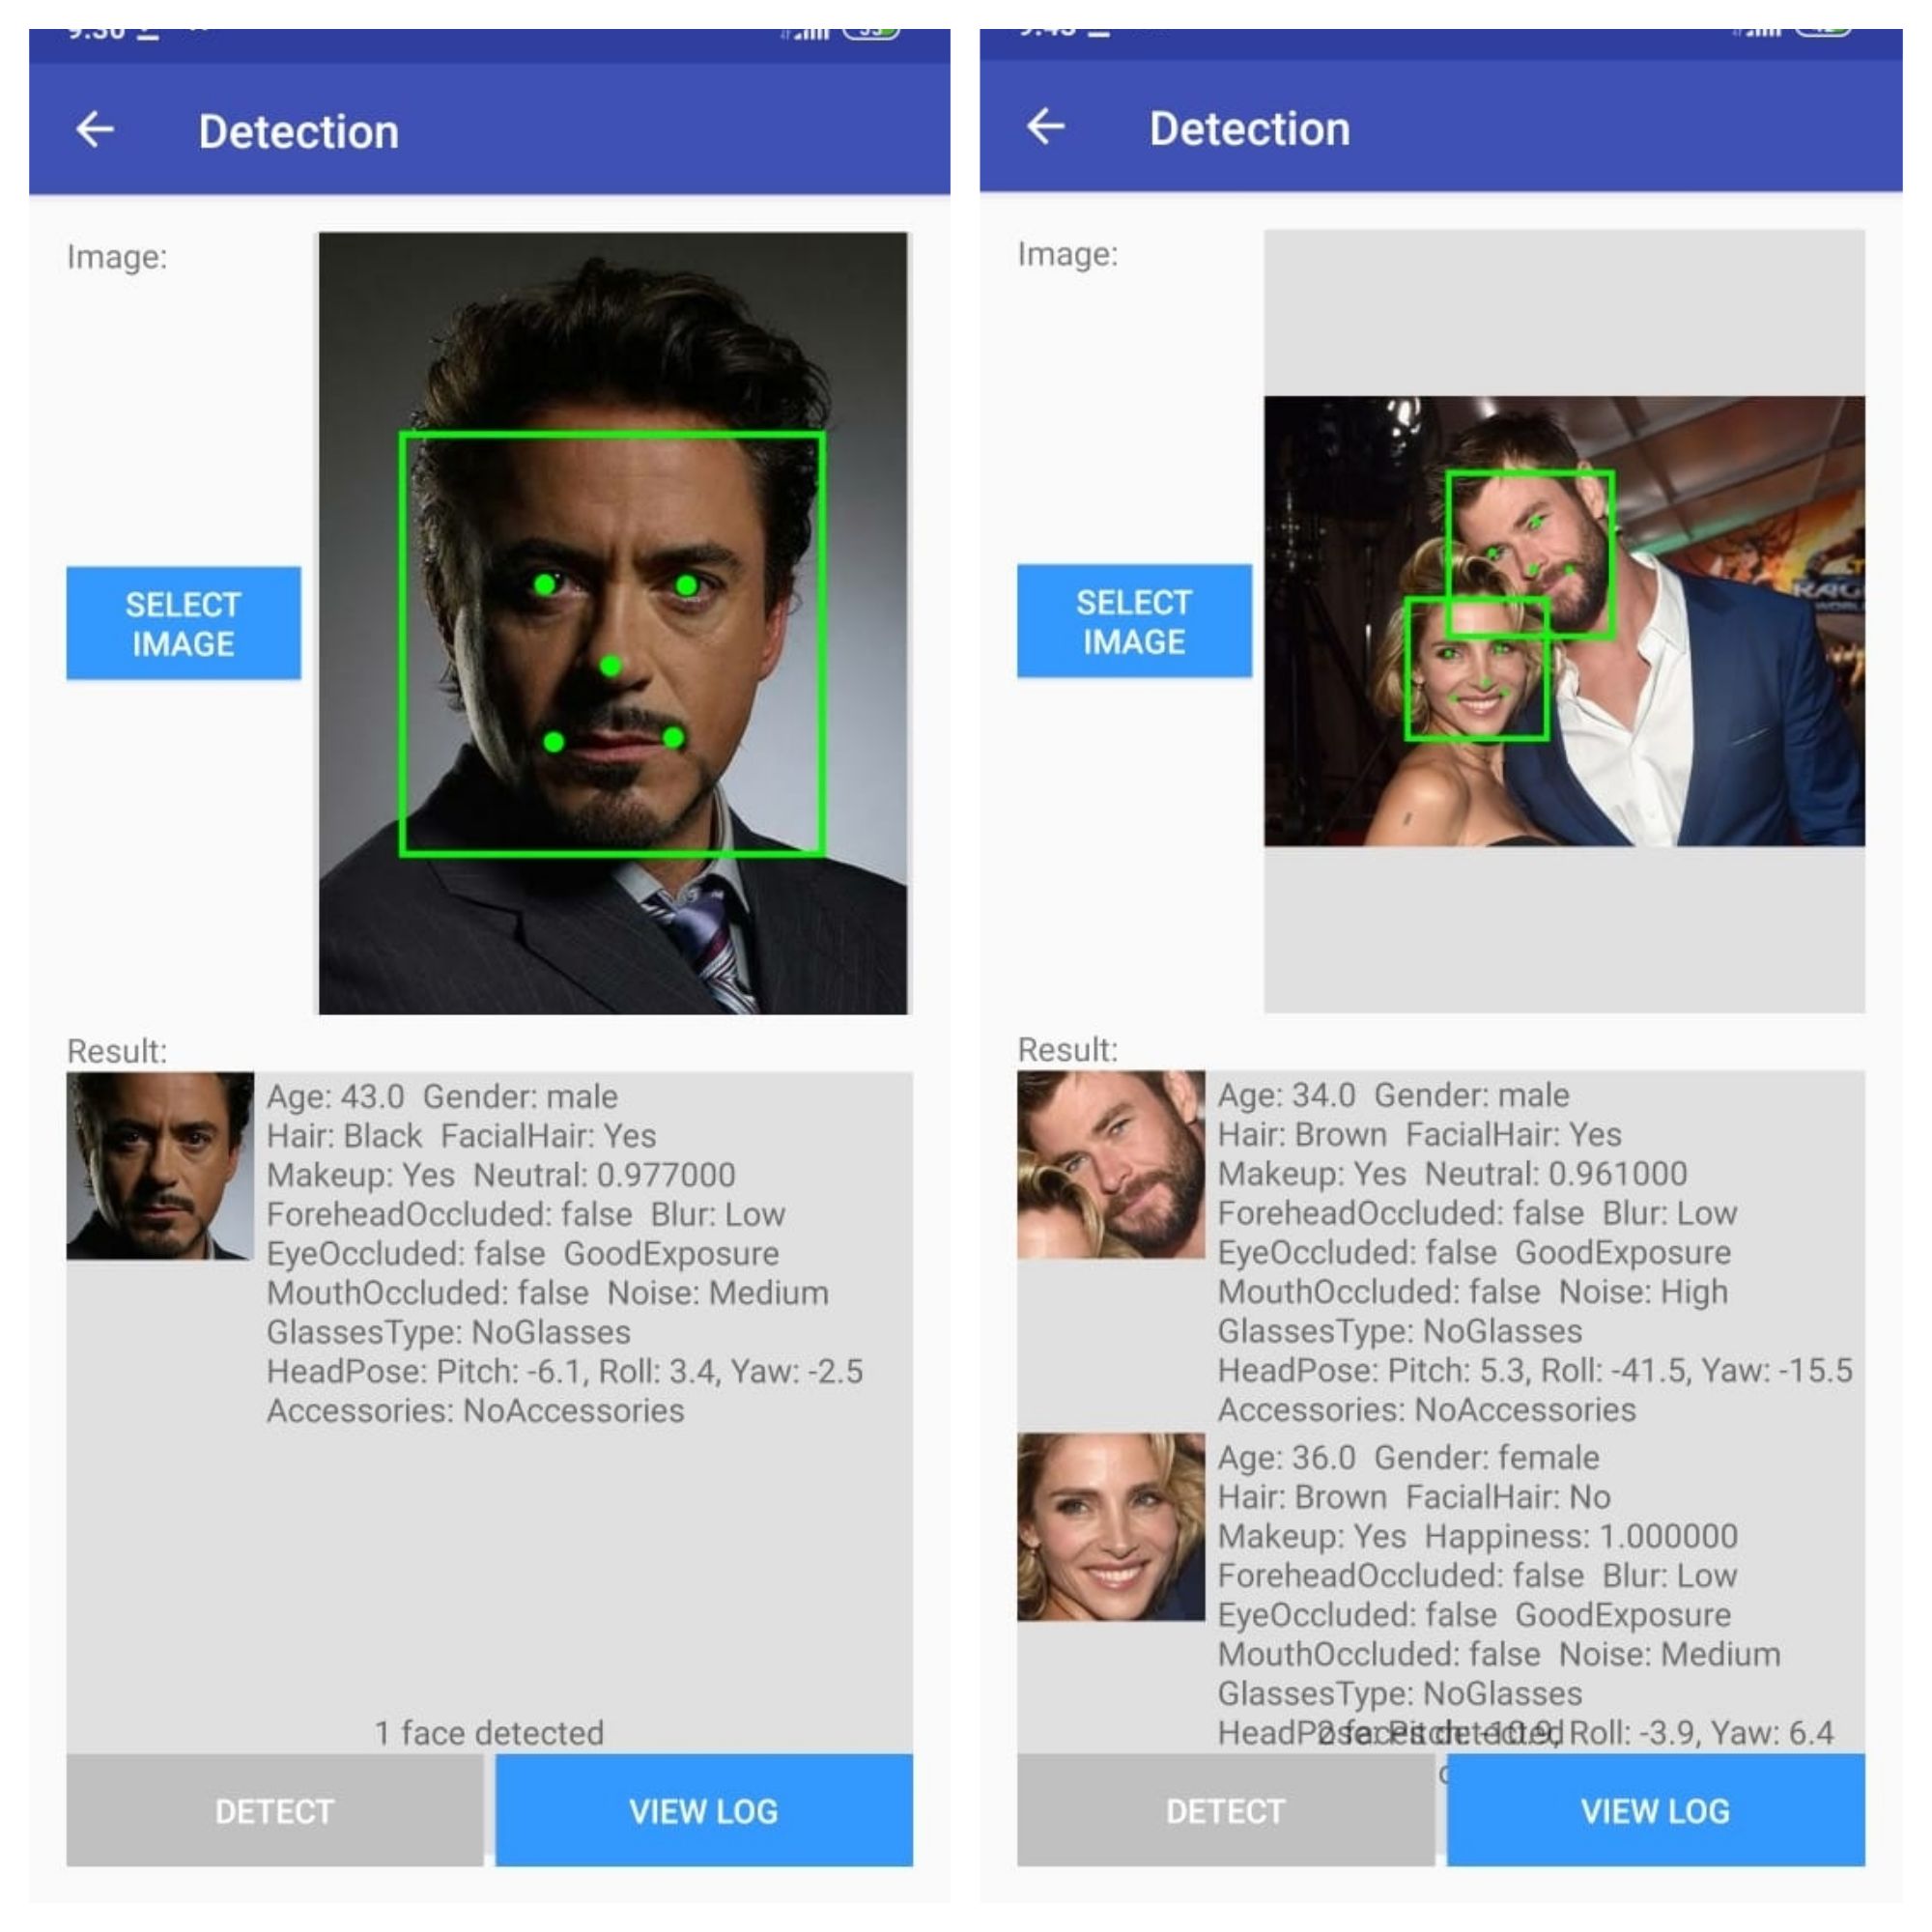 Detection
Image:
SELECT
IMAGE
Result:
Age: 43.0 Gender: male
Hair: Black FacialHair: Yes
Makeup: Yes Neutral: 0.977000
ForeheadOccluded: false Blur: Low
EyeOccluded: false GoodExposure
MouthOccluded: false Noise: Medium
GlassesType: NoGlasses
HeadPose: Pitch: -6.1, Roll: 3.4, Yaw: -2.5
Accessories: NoAccessories
1 face detected
DETECT
VIEW LOG
Detection
Image:
SELECT
IMAGE
Result:
Age: 34.0 Gender: male
Hair: Brown FacialHair: Yes
Makeup: Yes Neutral: 0.961000
ForeheadOccluded: false Blur: Low
EyeOccluded: false GoodExposure
MouthOccluded: false Noise: High
GlassesType: NoGlasses
HeadPose: Pitch: 5.3, Roll: -41.5, Yaw: -15.5
Accessories: NoAccessories
Age: 36.0 Gender: female
Hair: Brown FacialHair: No
Makeup: Yes Happiness: 1.000000
ForeheadOccluded: false Blur: Low
EyeOccluded: false GoodExposure
MouthOccluded: false Noise: Medium
GlassesType: NoGlasses
HeadPose: Pitch: -10.9, Roll: -3.9, Yaw: 6.4
2 faces detected
DETECT
VIEW LOG